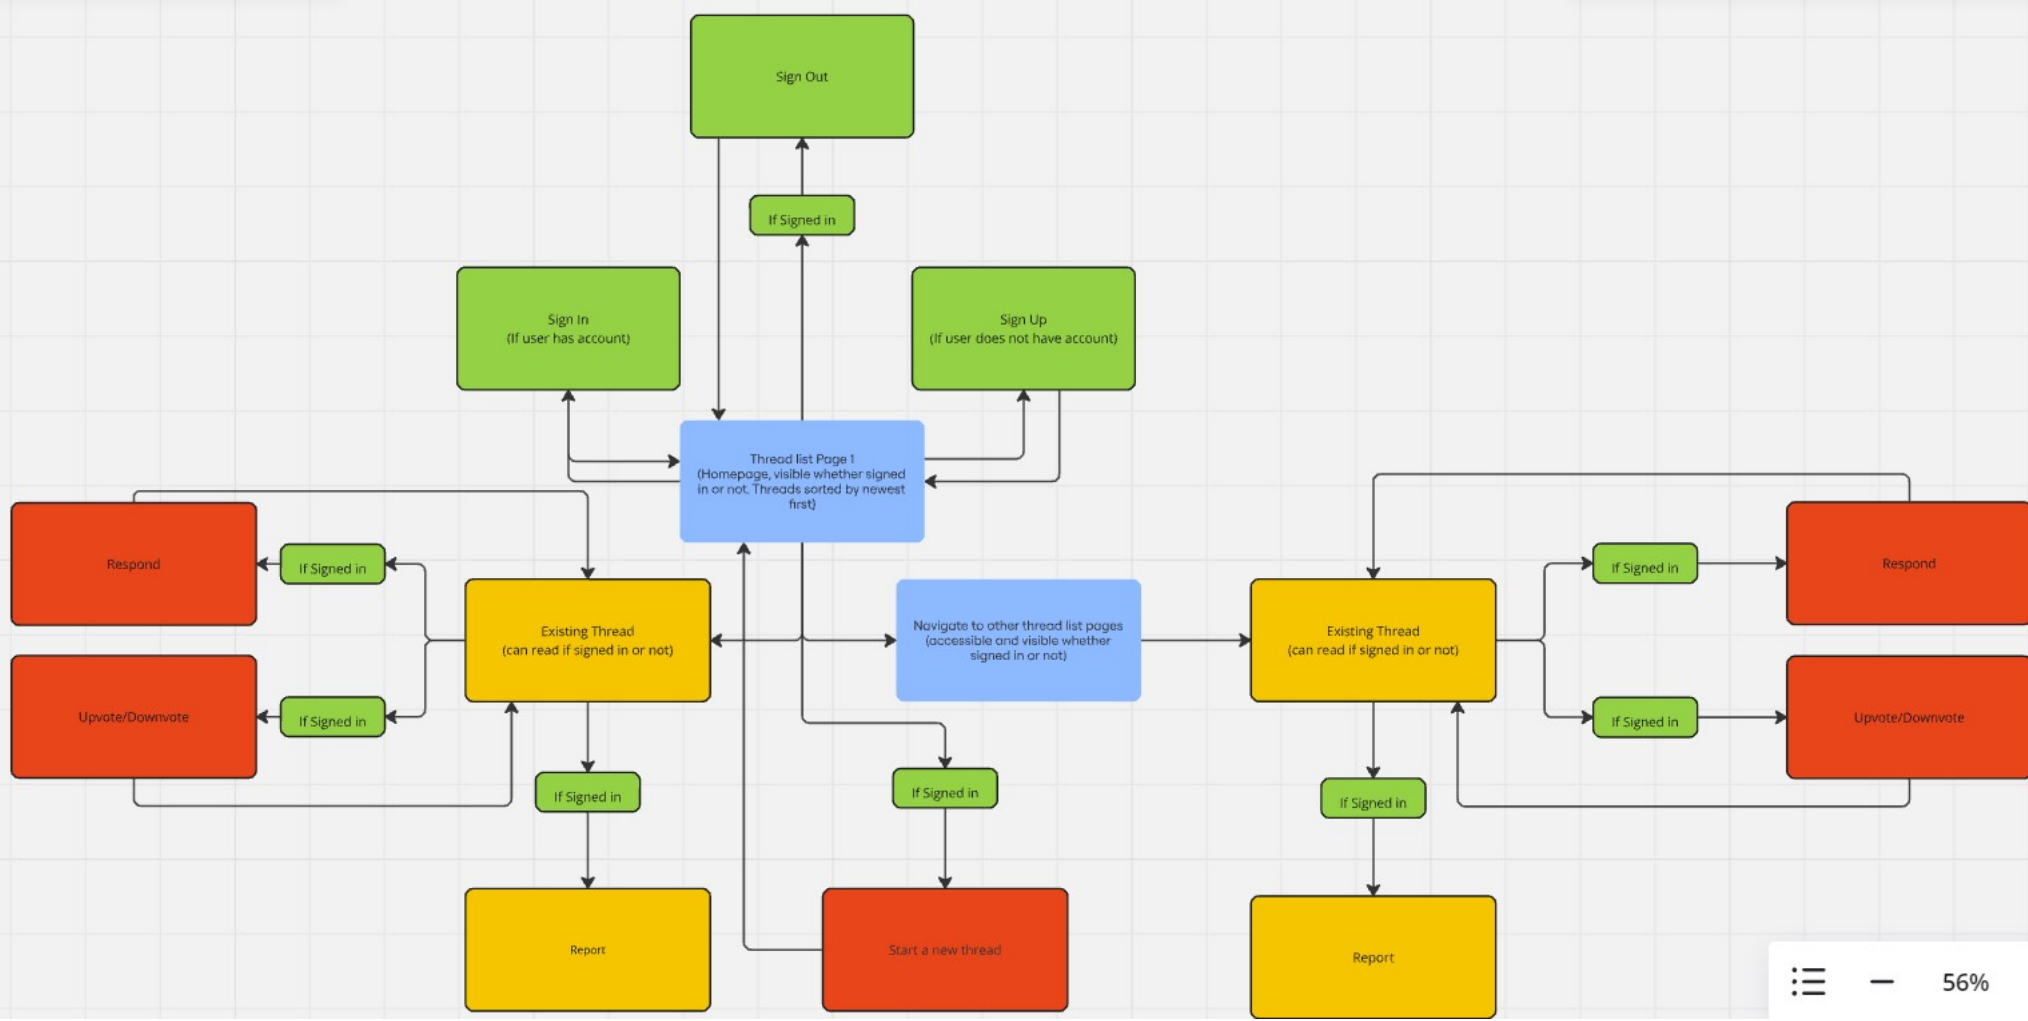 Sign Out
If Signed in
Sign In
(If user has account)
Sign Up
(If user does not have account)
Thread list Page 1
(Homepage, visible whether signed
in or not. Threads sorted by newest
first)
Respond
If Signed in
Existing Thread
(can read if signed in or not)
Upvote/Downvote
If Signed in
Navigate to other thread list pages
(accessible and visible whether
signed in or not)
Existing Thread
(can read if signed in or not)
If Signed in
Respond
If Signed in
Upvote/Downvote
If Signed in
If Signed in
If Signed in
Report
Start a new thread
Report
56%